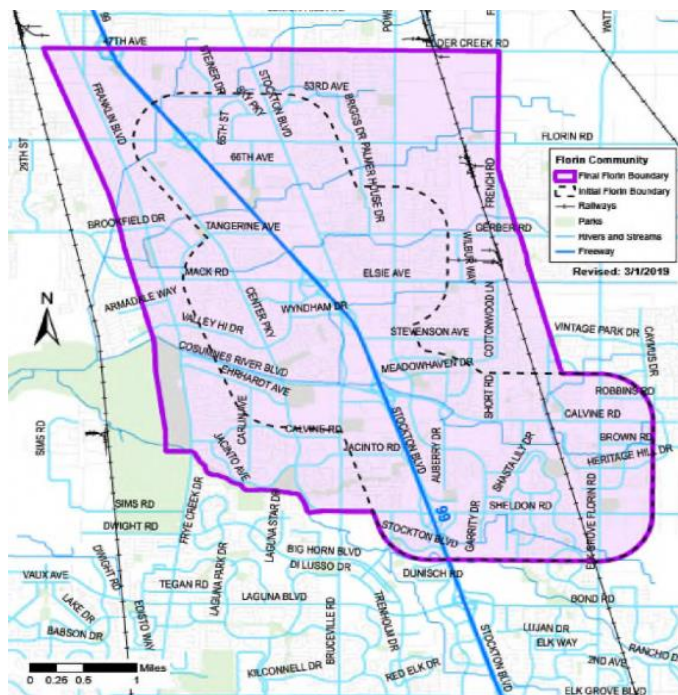 99
47TH AVE
ELDER CREEK RD
STEINER DR
STOCKTON BLVD
53RD AVE
FRANKLIN BLVD
65TH ST
BRIGGS DR
PALMER HOUSE DR
FLORIN RD
29TH ST
66TH AVE
FRENCH RD
Florin Community
Final Florin Boundary
Initial Florin Boundary
Railways
Parks
Rivers and Streams
Freeway
Revised: 3/1/2019
BROOKFIELD DR
TANGERINE AVE
GERBER RD
WILBUR WAY
MACK RD
ELSIE AVE
N
ARMADALE WAY
CENTER PKY
WYNDHAM DR
COTTONWOOD LN
VALLEY HI DR
STEVENSON AVE
VINTAGE PARK DR
CAYMUS DR
COSUMNES RIVER BLVD
EHRHARDT AVE
MEADOWHAVEN DR
ROBBINS RD
SHORT RD
CALVINE RD
SIMS RD
CARLIN AVE
CALVINE RD
STOCKTON BLVD
BROWN RD
JACINTO AVE
JACINTO RD
AUBERRY DR
HERITAGE HILL DR
SHASTA LILY DR
SIMS RD
FRYE CREEK DR
LAGUNA STAR DR
99
GARRITY DR
SHELDON RD
ELK GROVE FLORIN RD
DWIGHT RD
STOCKTON BLVD
BIG HORN BLVD
DI LUSSO DR
DUNISCH RD
VAUX AVE
DWIGHT RD
TEGAN RD
LAGUNA PARK DR
LAGUNA BLVD
BOND RD
LAKE DR
EDISTO WAY
BRUCEVILLE RD
TRENHOLM DR
STOCKTON BLVD
LUJAN DR
BABSON DR
ELK WAY
RANCHO D
KILCONNELL DR
RED ELK DR
2ND AVE
ELK GROVE BLVD
Miles
0 0.25 0.5 1